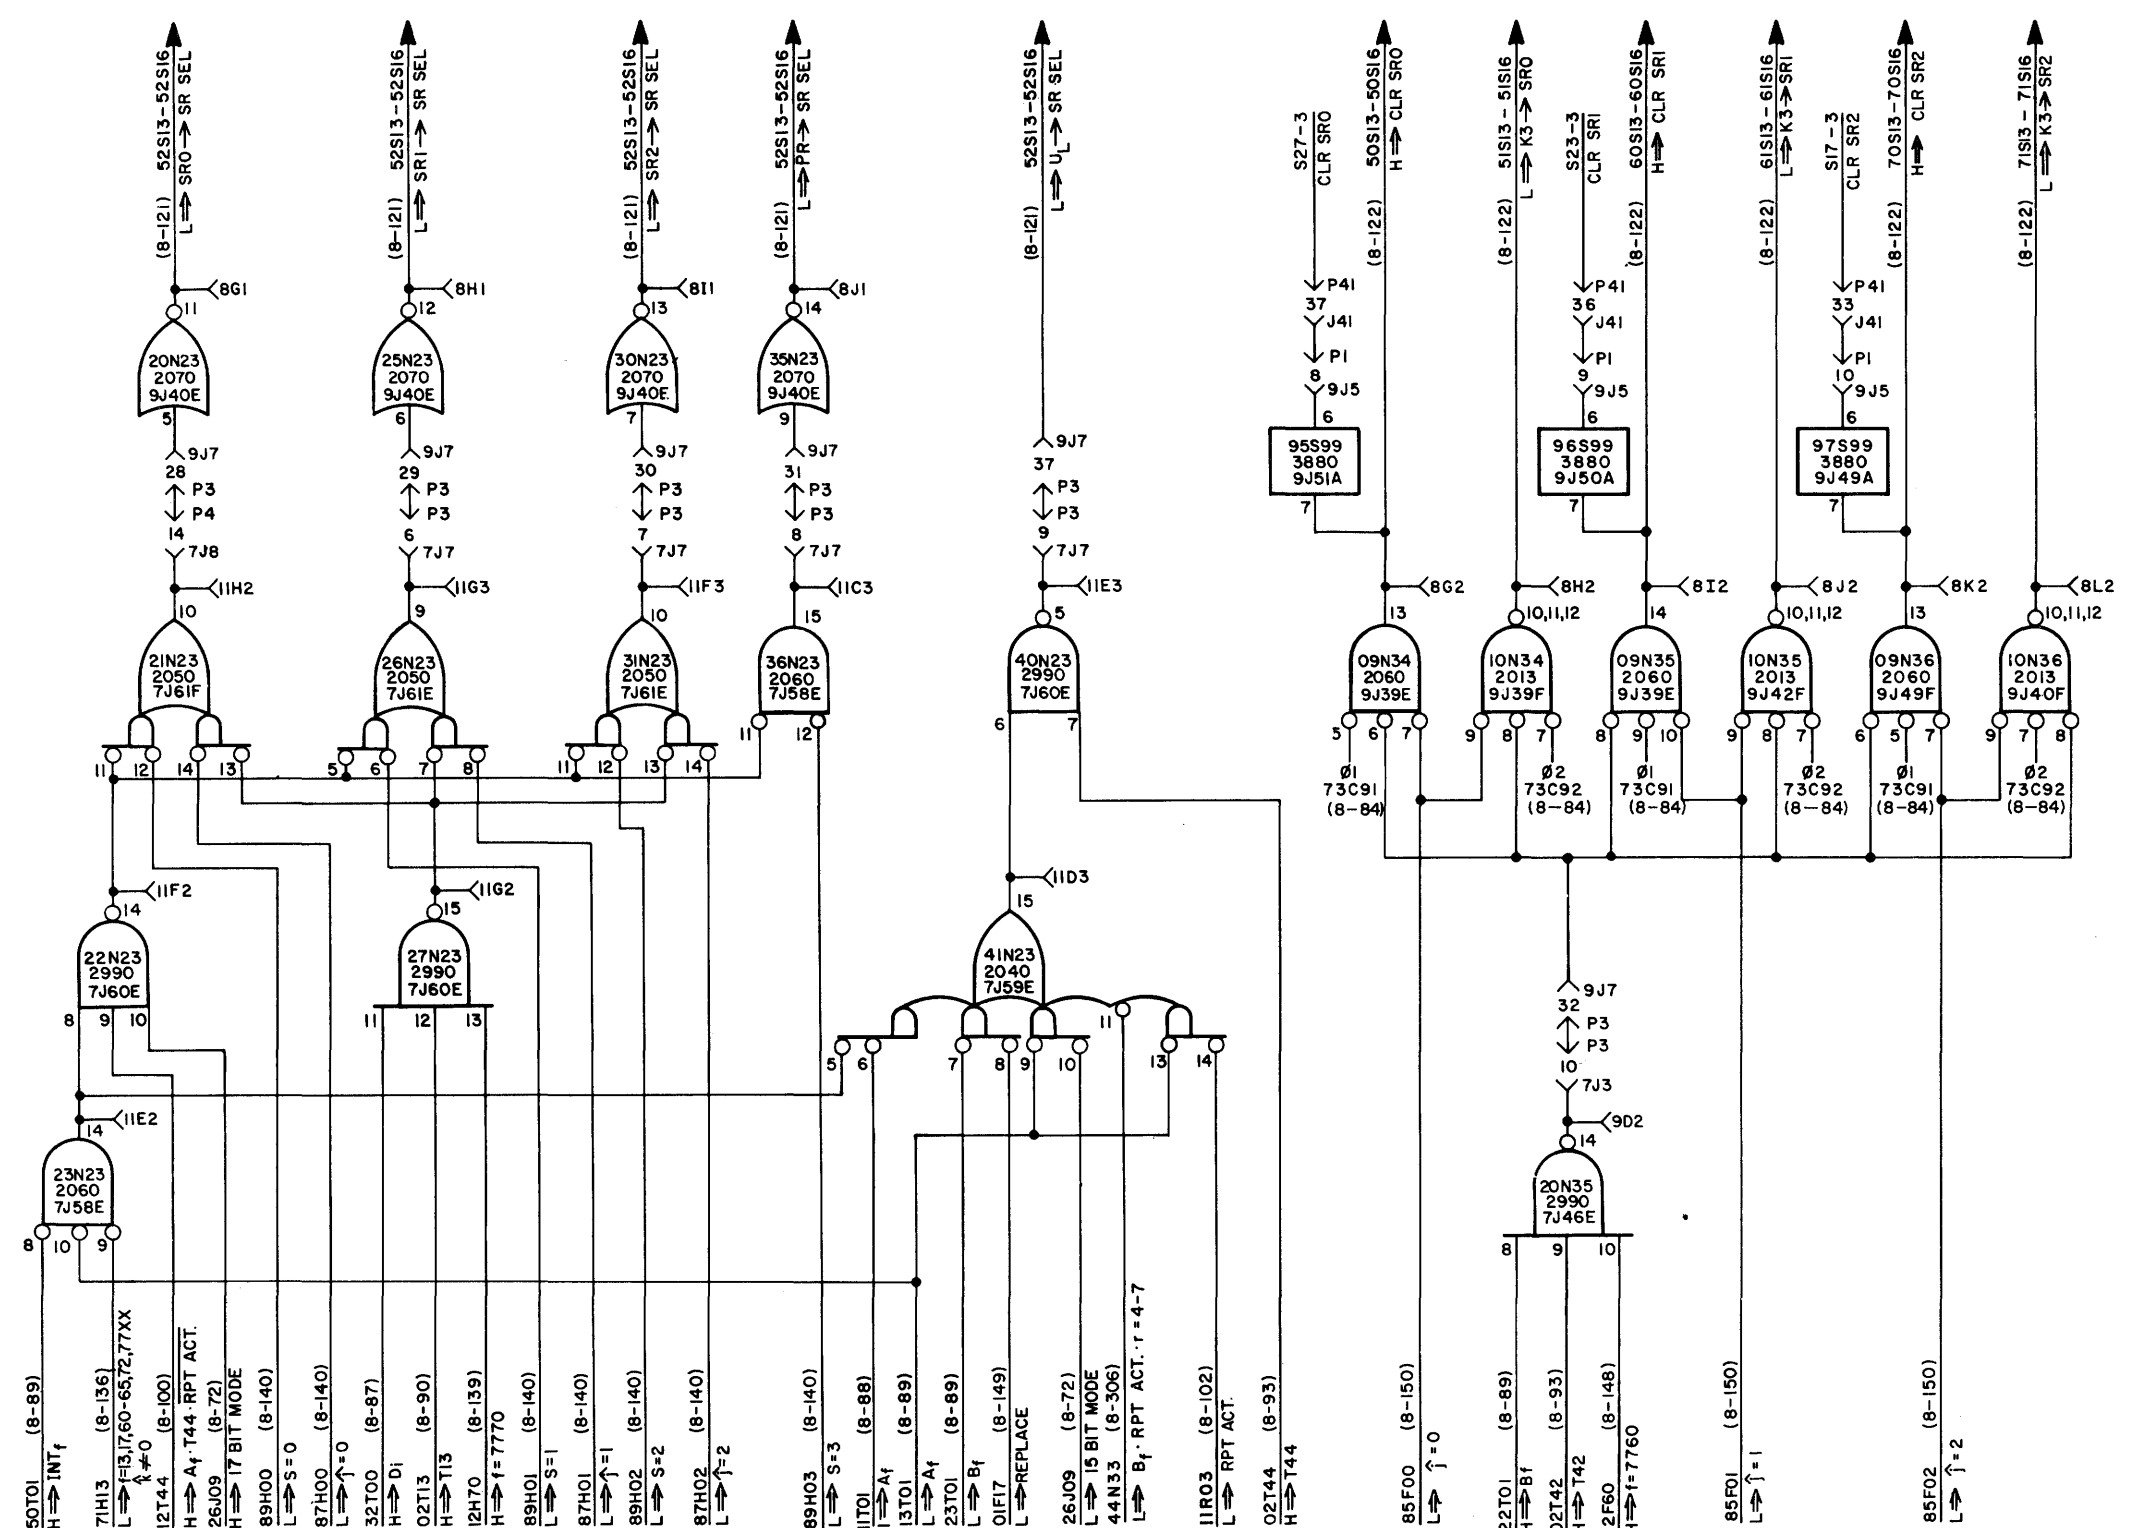 (8-121) 52S13-52S16
L⟹SR0→SR SEL
(8-121) 52S13-52S16
L⟹SR1→SR SEL
(8-121) 52S13-52S16
L⟹SR2→SR SEL
(8-121) 52S13-52S16
L⟹PR→SR SEL
(8-121) 52S13-52S16
L⟹UL→SR SEL
S27-3
CLR SR0
(8-122) 50S13-50S16
H⟹CLR SR0
(8-122) 51S13-51S16
L⟹K3→SR0
S23-3
CLR SR1
(8-122) 60S13-60S16
H⟹CLR SR1
(8-122) 61S13-61S16
L⟹K3→SR1
S17-3
CLR SR2
(8-122) 70S13-70S16
H⟹CLR SR2
(8-122) 71S13-71S16
L⟹K3→SR2
8G1 8H1 8I1 8J1 P41 P41 P41
11 12 13 14 37 36 33
J41 J41 J41
P1 P1 P1
8 9 10
9J5 9J5 9J5
6 6 6
20N23
2070
9J40E
25N23
2070
9J40E
30N23
2070
9J40E
35N23
2070
9J40E
5 6 7 9
9J7 9J7 9J7 9J7 9J7
28 29 30 31 37
P3 P3 P3 P3 P3
P4 P3 P3 P3 P3
14 6 7 8 9
7J8 7J7 7J7 7J7 7J7
95S99
3880
9J51A
96S99
3880
9J50A
97S99
3880
9J49A
7 7 7
11H2 11G3 11F3 11C3 11E3 8G2 8H2 8I2 8J2 8K2 8L2
10 9 10 15 5 13 10,11,12 14 10,11,12 13 10,11,12
21N23
2050
7J61F
26N23
2050
7J61E
31N23
2050
7J61E
36N23
2060
7J58E
40N23
2990
7J60E
09N34
2060
9J39E
10N34
2013
9J39F
09N35
2060
9J39E
10N35
2013
9J42F
09N36
2060
9J49F
10N36
2013
9J40F
11 12 14 13 5 6 7 8 11 12 13 14 11 12 6 7
5 6 7 9 8 7 8 9 10 9 8 7 6 5 7 9 7 8
Ø1
73C91
(8-84)
Ø2
73C92
(8-84)
Ø1
73C91
(8-84)
Ø2
73C92
(8-84)
Ø1
73C91
(8-84)
Ø2
73C92
(8-84)
11F2 11G2 11D3
14 15 15
22N23
2990
7J60E
27N23
2990
7J60E
41N23
2040
7J59E
8 9 10 11 12 13
5 6 7 8 9 10 11 13 14
9J7
32
P3
P3
10
7J3
9D2
14
20N35
2990
7J46E
8 9 10
11E2
14
23N23
2060
7J58E
8 10 9
50T01 (8-89)
H⟹INTf
71H13 (8-136)
L⟹f=13,17,60-65,72,77XX
k̂≠0
12T44 (8-100)
H⟹Af·T44·RPT ACT.
26J09 (8-72)
H⟹17 BIT MODE
89H00 (8-140)
L⟹S=0
87H00 (8-140)
L⟹ĵ=0
32T00 (8-87)
H⟹Di
02T13 (8-90)
H⟹T13
12H70 (8-139)
H⟹f=7770
89H01 (8-140)
L⟹S=1
87H01 (8-140)
L⟹ĵ=1
89H02 (8-140)
L⟹S=2
87H02 (8-140)
L⟹ĵ=2
89H03 (8-140)
L⟹S=3
11T01 (8-88)
⟹Af
13T01 (8-89)
L⟹Af
23T01 (8-89)
L⟹Bf
01F17 (8-149)
L⟹REPLACE
26J09 (8-72)
L⟹15 BIT MODE
44N33 (8-306)
L⟹Bf·RPT ACT.·r=4-7
11R03 (8-102)
L⟹RPT ACT.
02T44 (8-93)
H⟹T44
85F00 (8-150)
L⟹ĵ=0
22T01 (8-89)
H⟹Bf
02T42 (8-93)
H⟹T42
2F60 (8-148)
H⟹f=7760
85F01 (8-150)
L⟹ĵ=1
85F02 (8-150)
L⟹ĵ=2